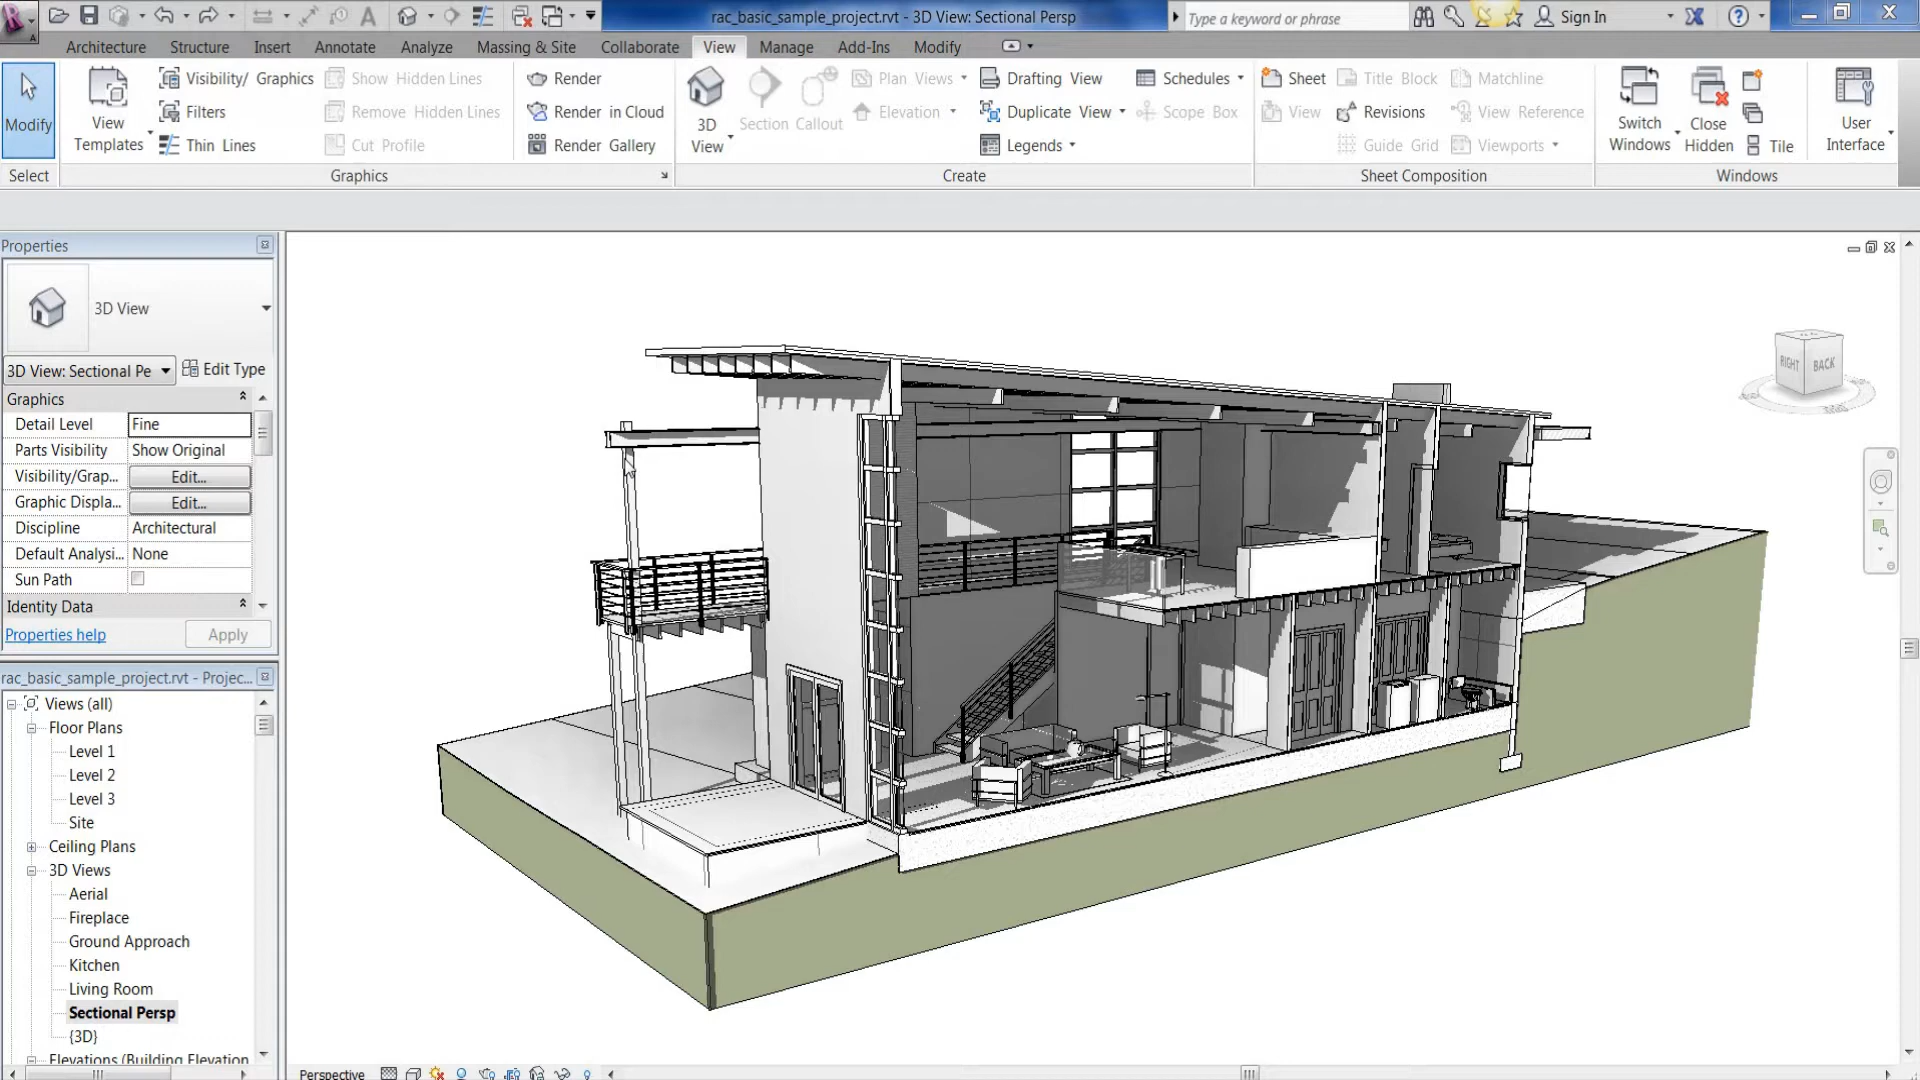 rac_basic_sample_project.rvt - 3D View: Sectional Persp
Type a keyword or phrase
Sign In
Architecture Structure Insert Annotate Analyze Massing & Site Collaborate View Manage Add-Ins Modify
Modify
View Templates
Visibility/ Graphics
Filters
Thin Lines
Show Hidden Lines
Remove Hidden Lines
Cut Profile
Render
Render in Cloud
Render Gallery
3D View
Section
Callout
Plan Views
Elevation
Drafting View
Duplicate View
Legends
Schedules
Scope Box
Sheet
View
Title Block
Revisions
Guide Grid
Matchline
View Reference
Viewports
Switch Windows
Close Hidden
Tile
User Interface
Select
Graphics
Create
Sheet Composition
Windows
Properties
3D View
3D View: Sectional Pe
Edit Type
Graphics
Detail Level Fine
Parts Visibility Show Original
Visibility/Grap... Edit...
Graphic Displa... Edit...
Discipline Architectural
Default Analysi... None
Sun Path
Identity Data
Properties help
Apply
rac_basic_sample_project.rvt - Projec...
Views (all)
Floor Plans
Level 1
Level 2
Level 3
Site
Ceiling Plans
3D Views
Aerial
Fireplace
Ground Approach
Kitchen
Living Room
Sectional Persp
{3D}
Elevations (Building Elevation
RIGHT
BACK
Perspective